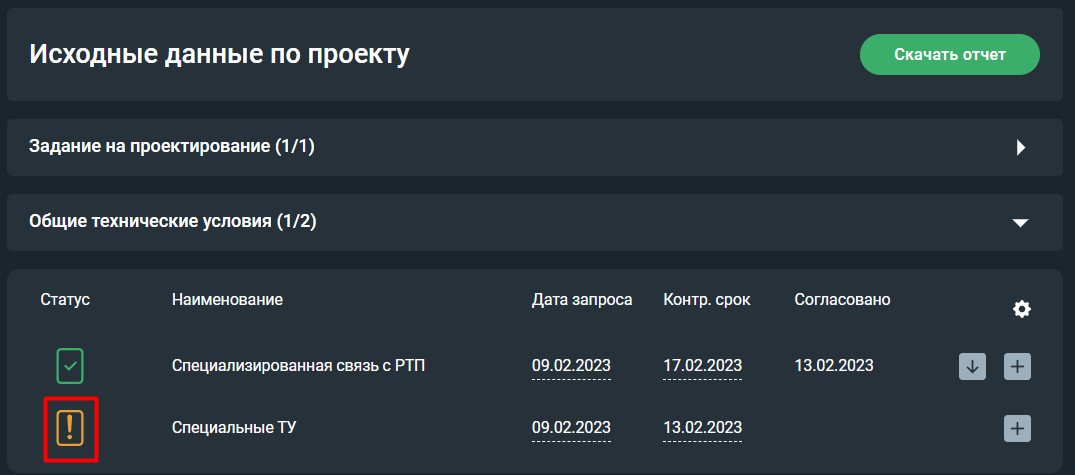 Исходные данные по проекту
Скачать отчет
Задание на проектирование (1/1)
Общие технические условия (1/2)
Статус Наименование Дата запроса Контр. срок Согласовано
Специализированная связь с РТП 09.02.2023 17.02.2023 13.02.2023
Специальные ТУ 09.02.2023 13.02.2023